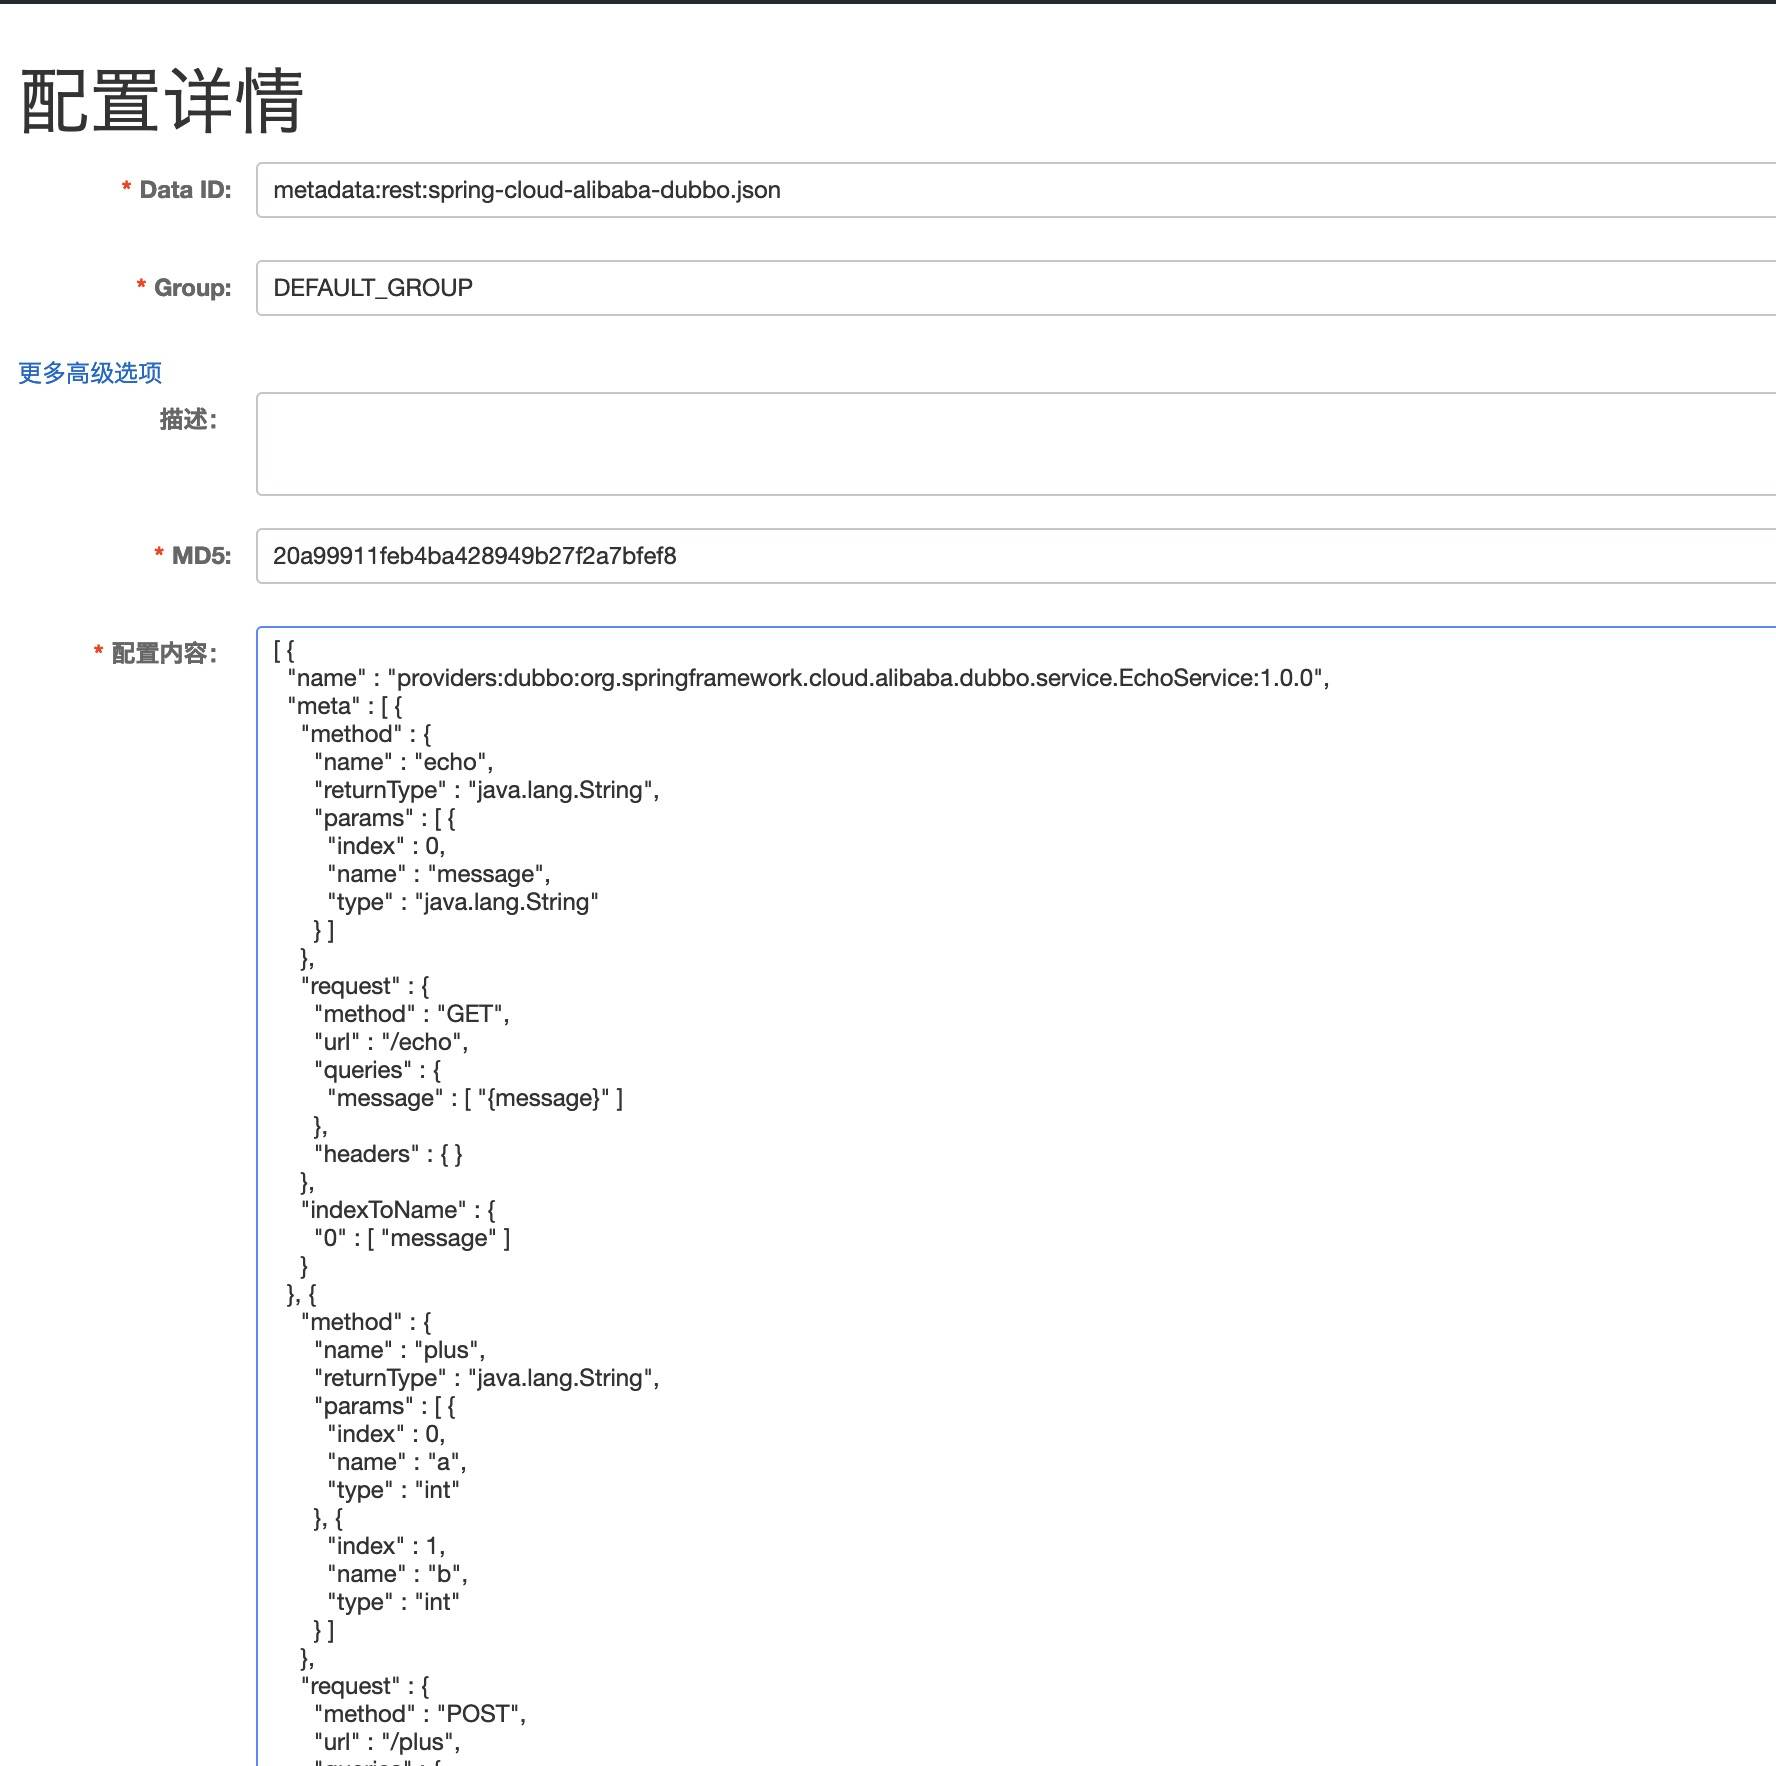 配置详情
* Data ID: metadata:rest:spring-cloud-alibaba-dubbo.json
* Group: DEFAULT_GROUP
更多高级选项
描述:
* MD5: 20a99911feb4ba428949b27f2a7bfef8
* 配置内容:
[ {
"name" : "providers:dubbo:org.springframework.cloud.alibaba.dubbo.service.EchoService:1.0.0",
"meta" : [ {
"method" : {
"name" : "echo",
"returnType" : "java.lang.String",
"params" : [ {
"index" : 0,
"name" : "message",
"type" : "java.lang.String"
} ]
},
"request" : {
"method" : "GET",
"url" : "/echo",
"queries" : {
"message" : [ "{message}" ]
},
"headers" : { }
},
"indexToName" : {
"0" : [ "message" ]
}
}, {
"method" : {
"name" : "plus",
"returnType" : "java.lang.String",
"params" : [ {
"index" : 0,
"name" : "a",
"type" : "int"
}, {
"index" : 1,
"name" : "b",
"type" : "int"
} ]
},
"request" : {
"method" : "POST",
"url" : "/plus",